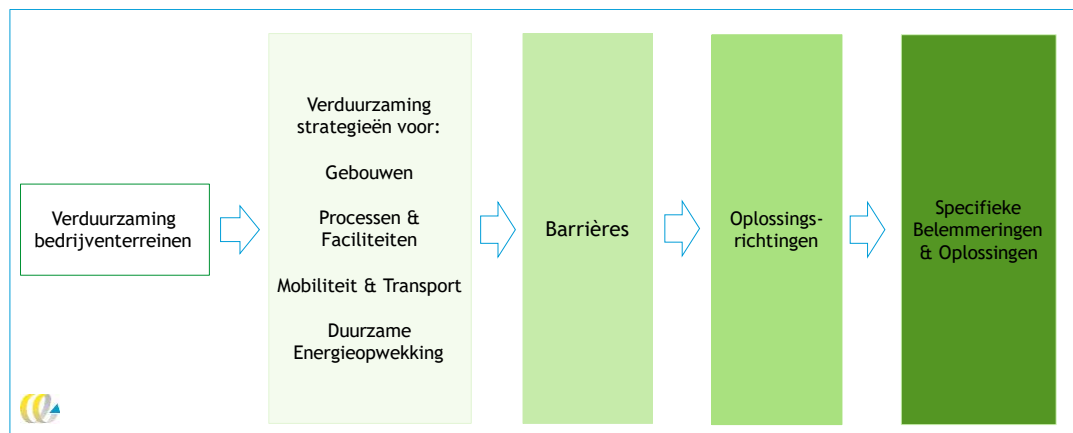 Verduurzaming
bedrijventerreinen
Verduurzaming
strategieën voor:
Gebouwen
Processen &
Faciliteiten
Mobiliteit & Transport
Duurzame
Energieopwekking
Barrières
Oplossings-
richtingen
Specifieke
Belemmeringen
& Oplossingen